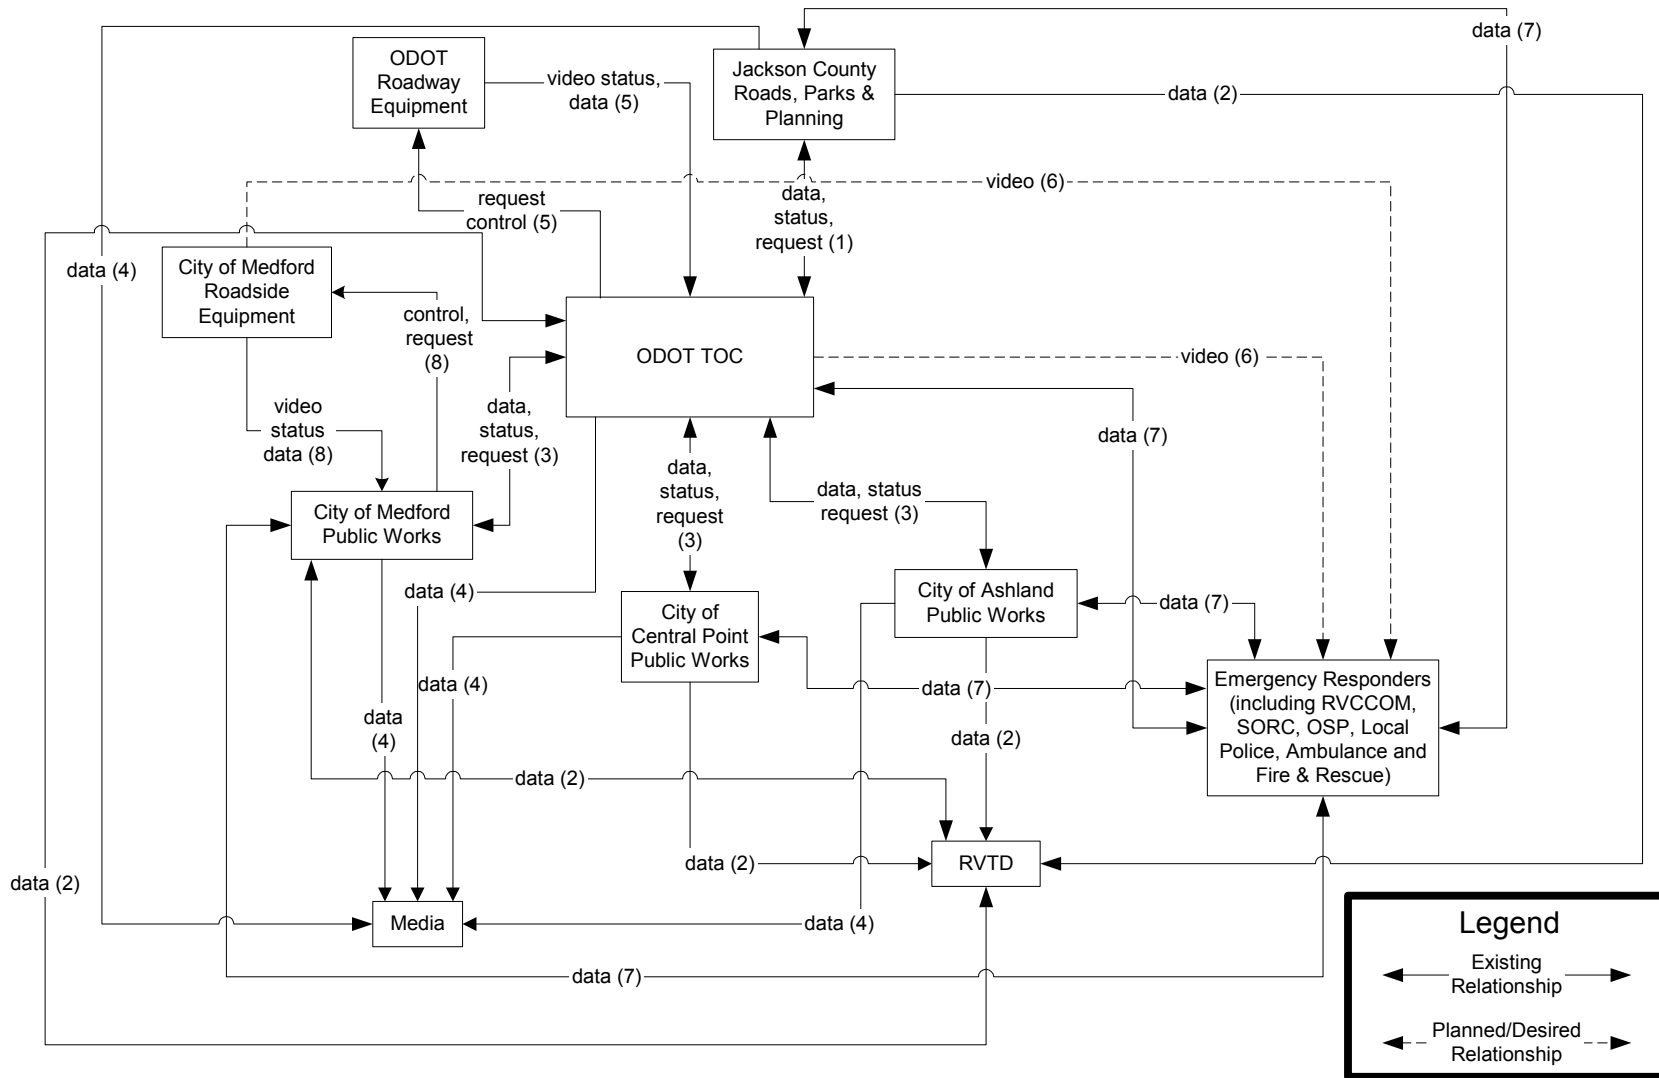 data (7)
ODOT
Roadway
Equipment
video status,
data (5)
Jackson County
Roads, Parks &
Planning
data (2)
request
control (5)
data,
status,
request (1)
video (6)
data (4)
City of Medford
Roadside
Equipment
control,
request
(8)
ODOT TOC
video (6)
video
status
data (8)
data,
status,
request (3)
data (7)
data,
status,
request
(3)
data, status
request (3)
City of Medford
Public Works
data (4)
City of
Central Point
Public Works
City of Ashland
Public Works
data (7)
data (4)
data (7)
Emergency Responders
(including RVCCOM,
SORC, OSP, Local
Police, Ambulance and
Fire & Rescue)
data
(4)
data (2)
data (2)
data (2)
RVTD
data (2)
Media
data (4)
data (7)
Legend
Existing
Relationship
Planned/Desired
Relationship